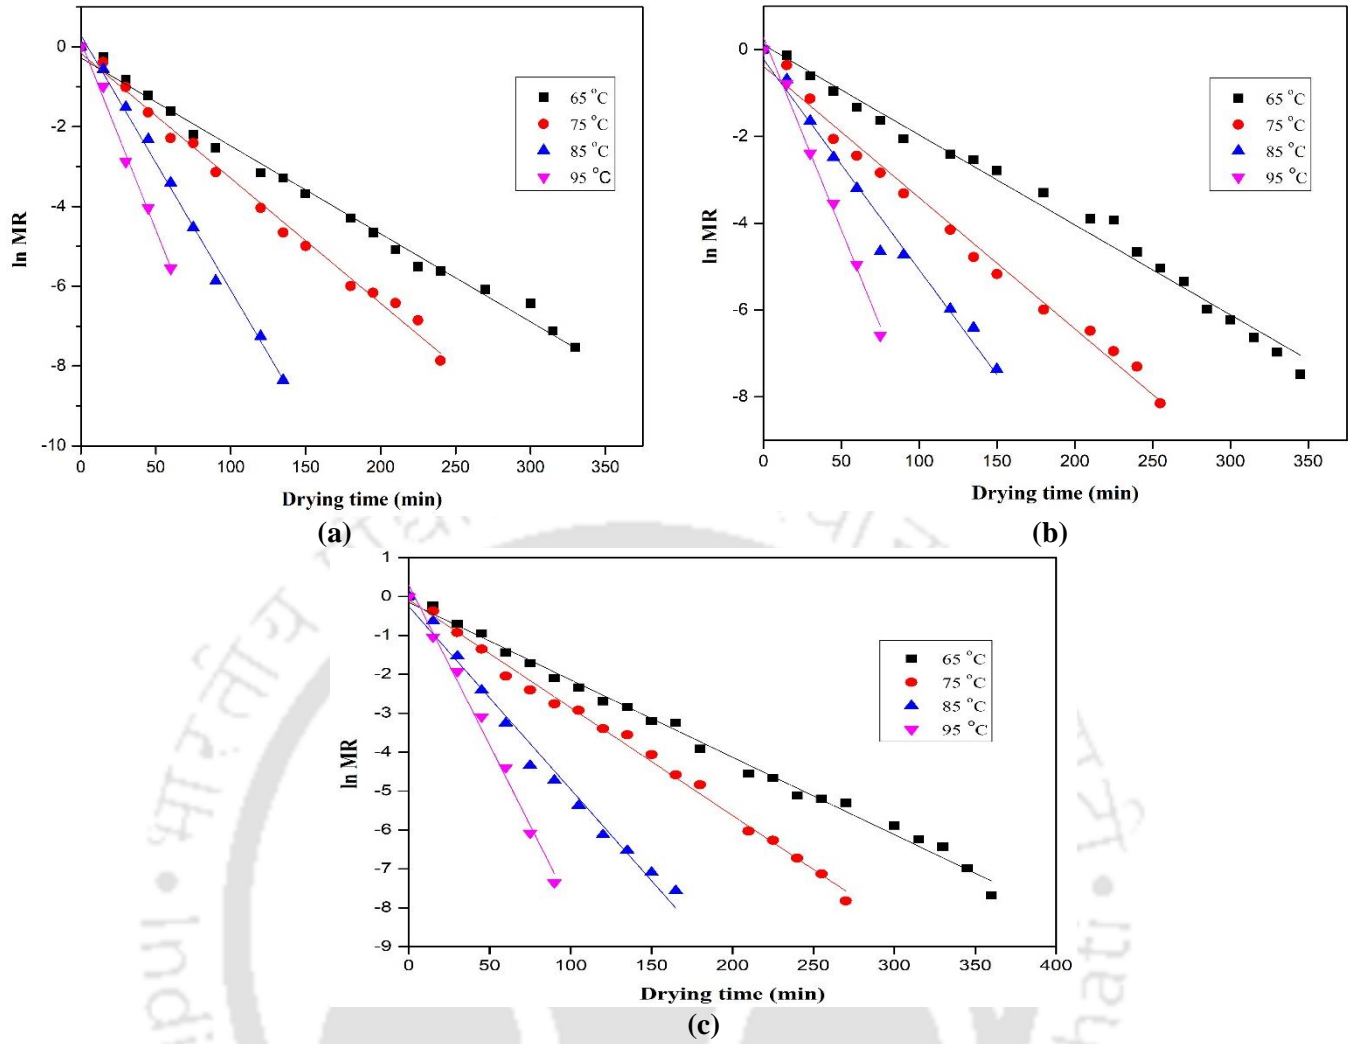 0
-2
-4
-6
-8
-10
0 50 100 150 200 250 300 350
ln MR
Drying time (min)
65 °C
75 °C
85 °C
95 °C
(a)
0
-2
-4
-6
-8
0 50 100 150 200 250 300 350
ln MR
Drying time (min)
65 °C
75 °C
85 °C
95 °C
(b)
1
0
-1
-2
-3
-4
-5
-6
-7
-8
-9
0 50 100 150 200 250 300 350 400
ln MR
Drying time (min)
65 °C
75 °C
85 °C
95 °C
(c)